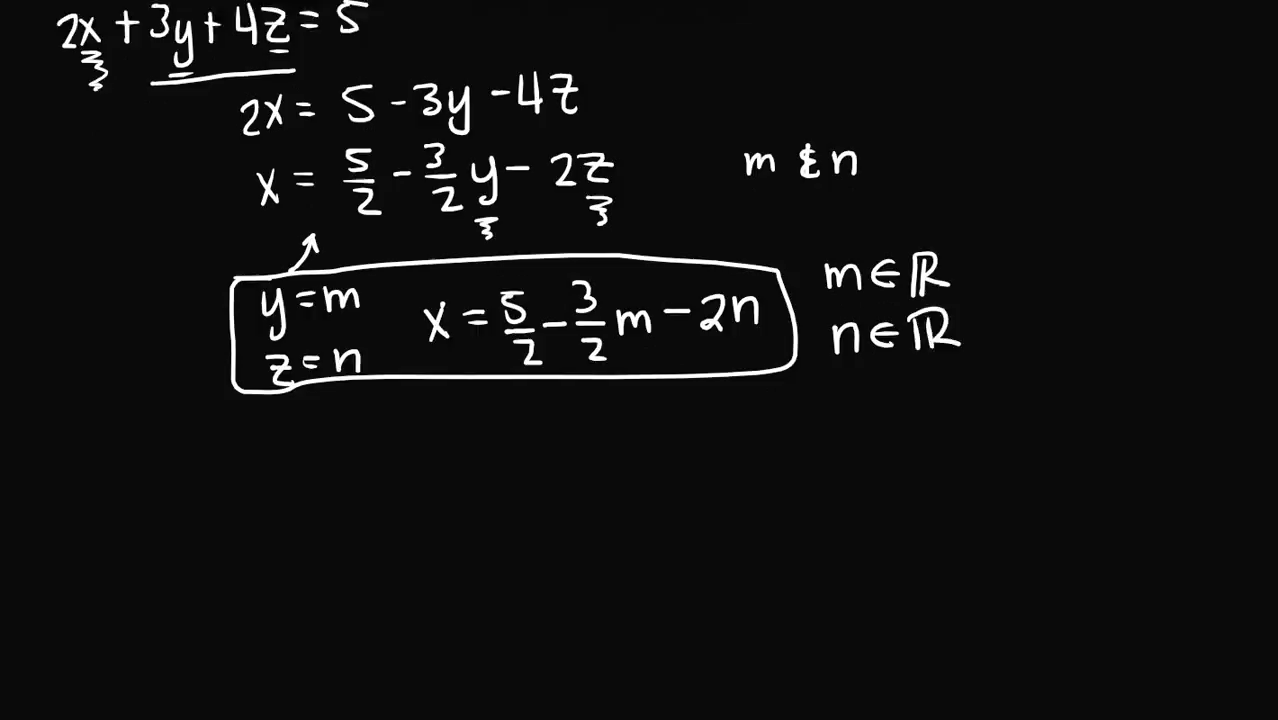 2x + 3y + 4z = 5
2x = 5 - 3y - 4z
x = 5/2 - 3/2 y - 2z
m & n
y = m
z = n
x = 5/2 - 3/2 m - 2n
m ∈ ℝ
n ∈ ℝ